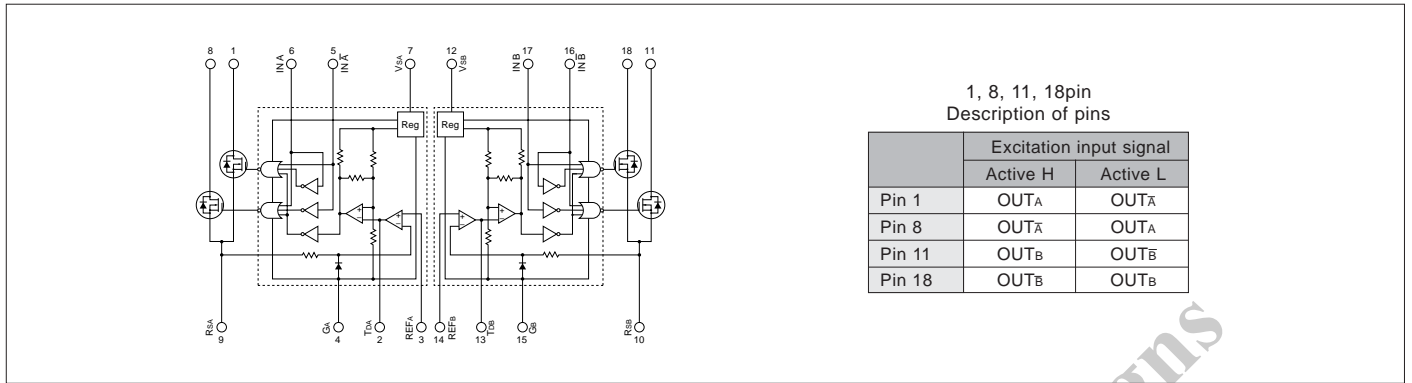 8 1 6 5 7 12 17 16 18 11
IN A
IN A̅
VSA
VSB
IN B
IN B̅
Reg Reg
+ − + − + − + −
RSA
GA
TDA
REFA
REFB
TDB
GB
RSB
9 4 2 3 14 13 15 10
1, 8, 11, 18pin
Description of pins
Excitation input signal
Active H Active L
Pin 1 OUTA OUTA̅
Pin 8 OUTA̅ OUTA
Pin 11 OUTB OUTB̅
Pin 18 OUTB̅ OUTB